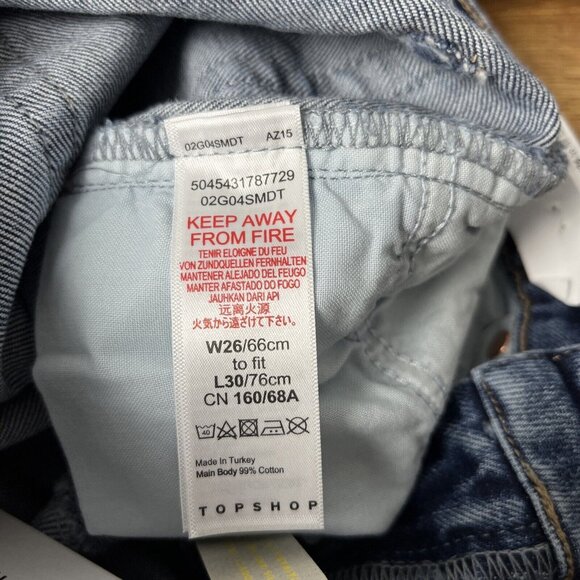 02G04SMDT AZ15
5045431787729
02G04SMDT
KEEP AWAY
FROM FIRE
TENIR ELOIGNE DU FEU
VON ZUNDQUELLEN FERNHALTEN
MANTENER ALEJADO DEL FEUGO
MANTER AFASTADO DO FOGO
JAUHKAN DARI API
远离火源
火気から遠ざけて下さい
W26/66cm
to fit
L30/76cm
CN 160/68A
40
Made in Turkey
Main Body 99% Cotton
TOPSHOP